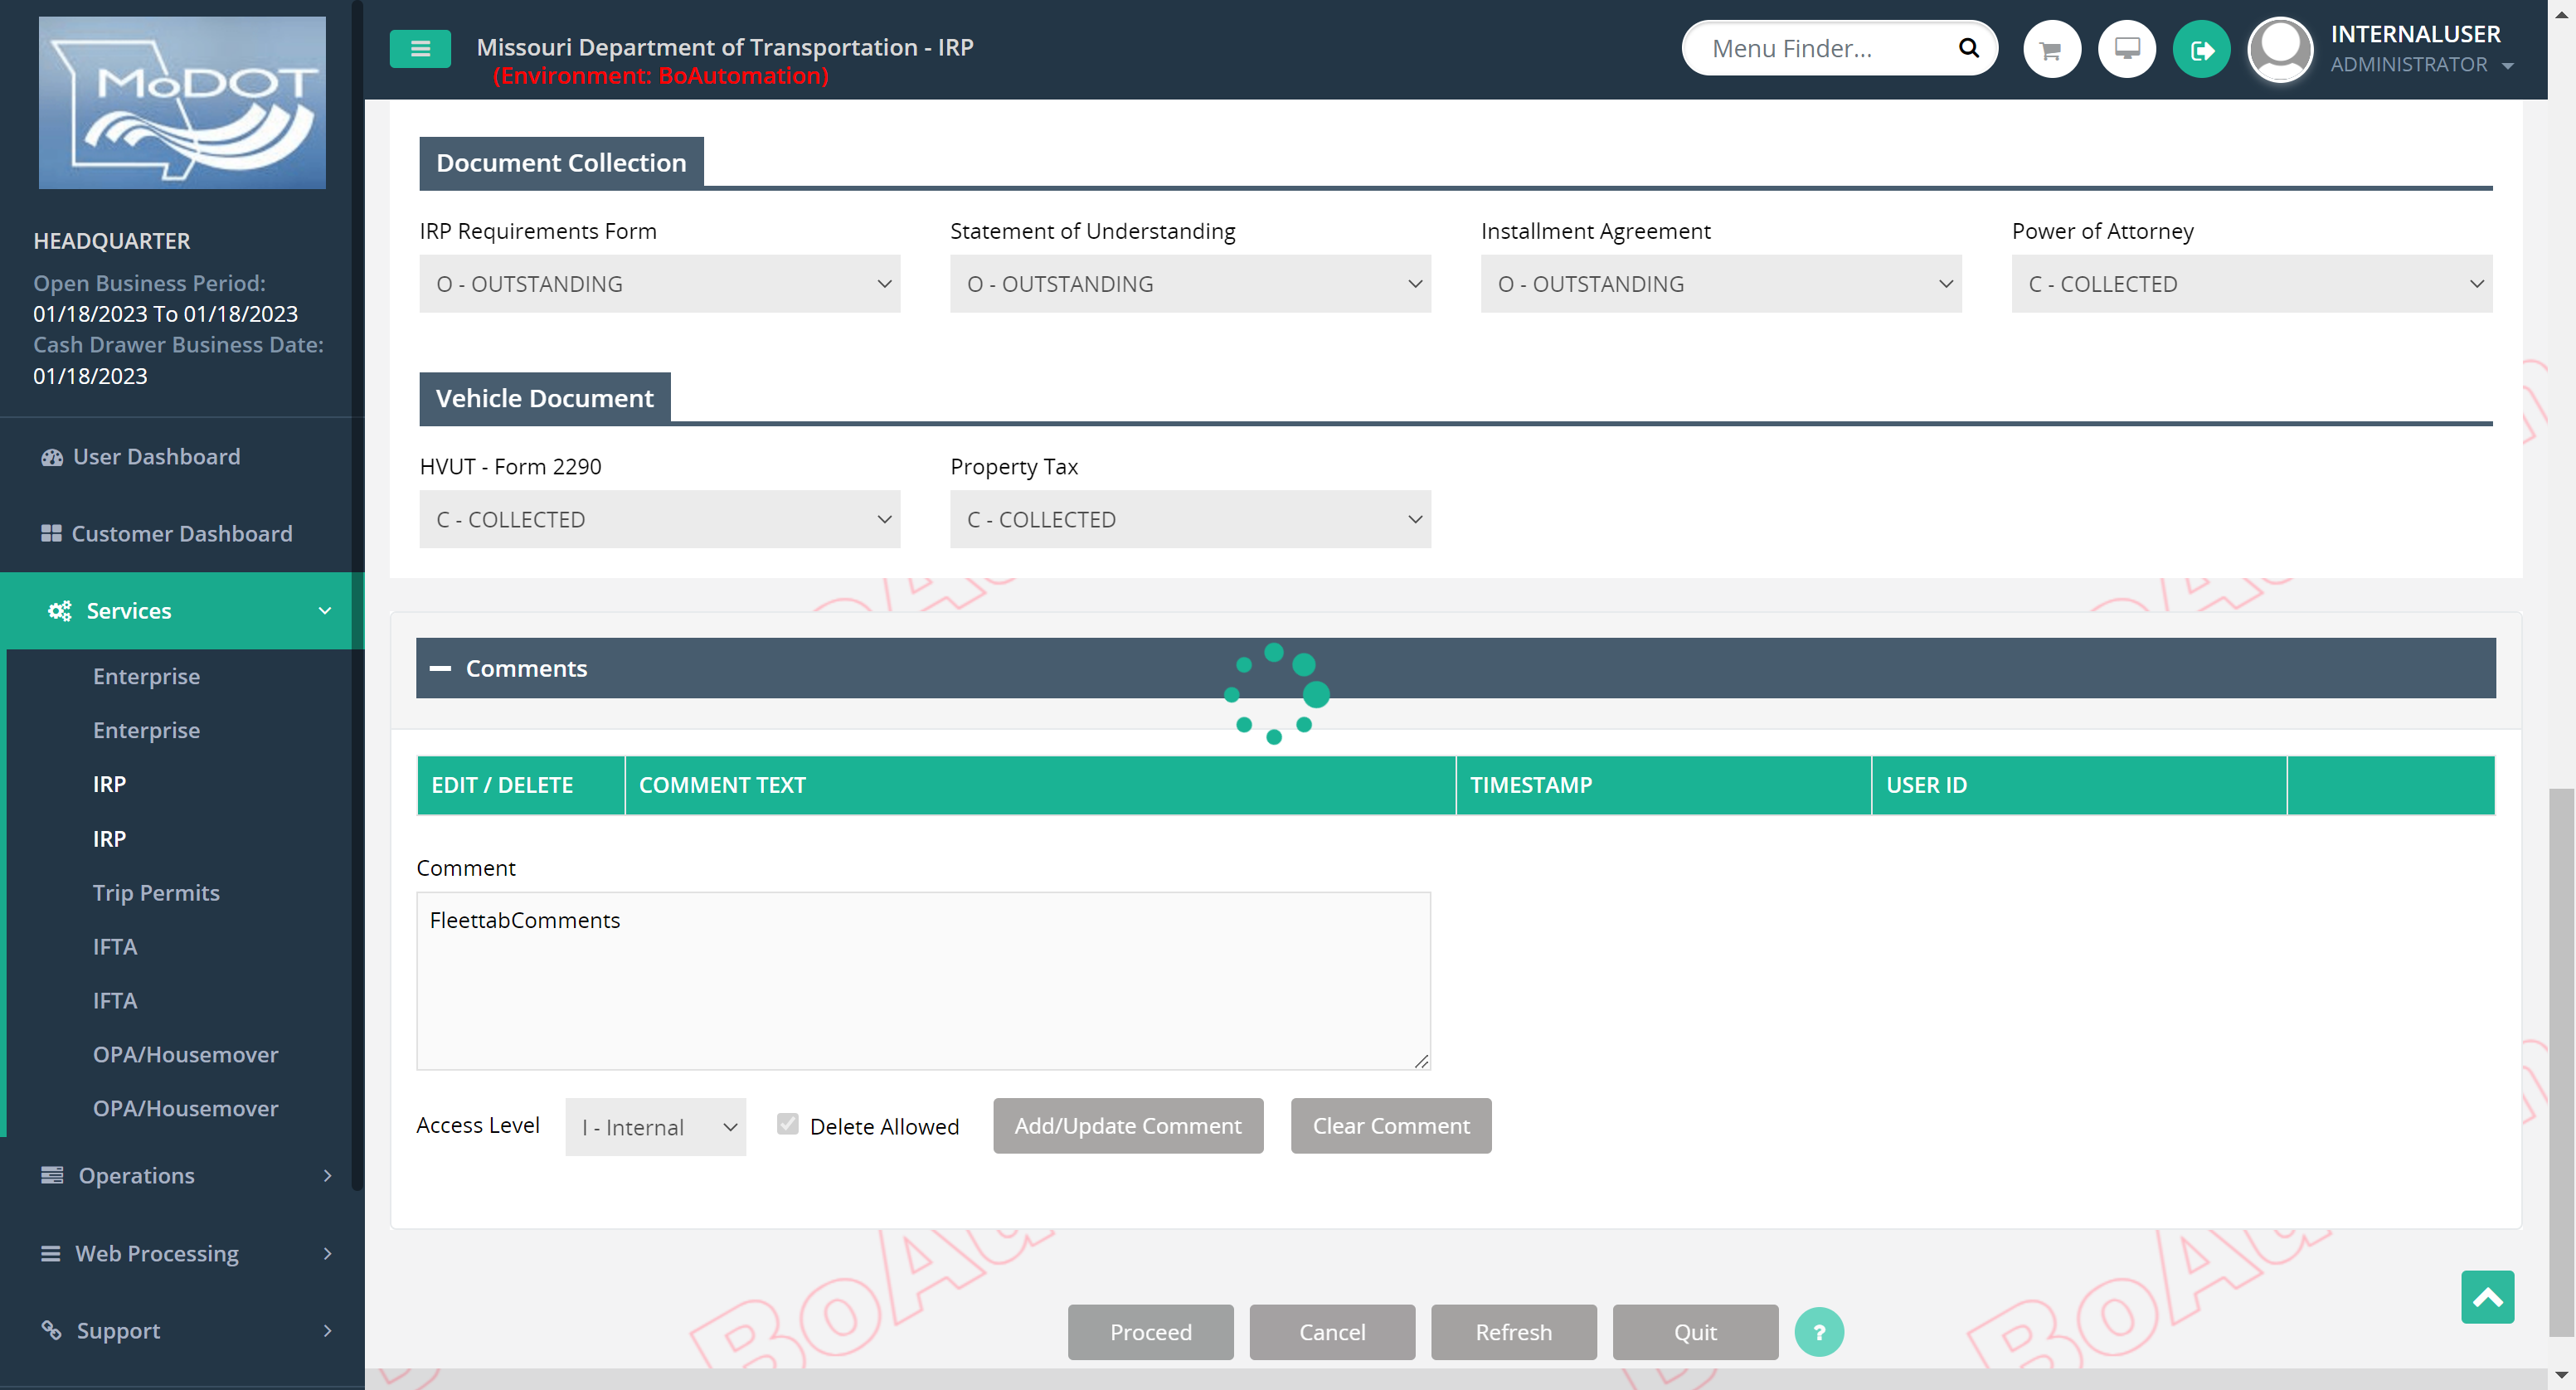 MoDOT
HEADQUARTER
Open Business Period:
01/18/2023 To 01/18/2023
Cash Drawer Business Date:
01/18/2023
User Dashboard
Customer Dashboard
Services
Enterprise
Enterprise
IRP
IRP
Trip Permits
IFTA
IFTA
OPA/Housemover
OPA/Housemover
Operations
Web Processing
Support
Missouri Department of Transportation - IRP
(Environment: BoAutomation)
Menu Finder...
INTERNALUSER
ADMINISTRATOR
Document Collection
IRP Requirements Form
Statement of Understanding
Installment Agreement
Power of Attorney
O - OUTSTANDING
O - OUTSTANDING
O - OUTSTANDING
C - COLLECTED
Vehicle Document
HVUT - Form 2290
Property Tax
C - COLLECTED
C - COLLECTED
Comments
EDIT / DELETE
COMMENT TEXT
TIMESTAMP
USER ID
Comment
FleettabComments
Access Level
I - Internal
Delete Allowed
Add/Update Comment
Clear Comment
Proceed
Cancel
Refresh
Quit
?